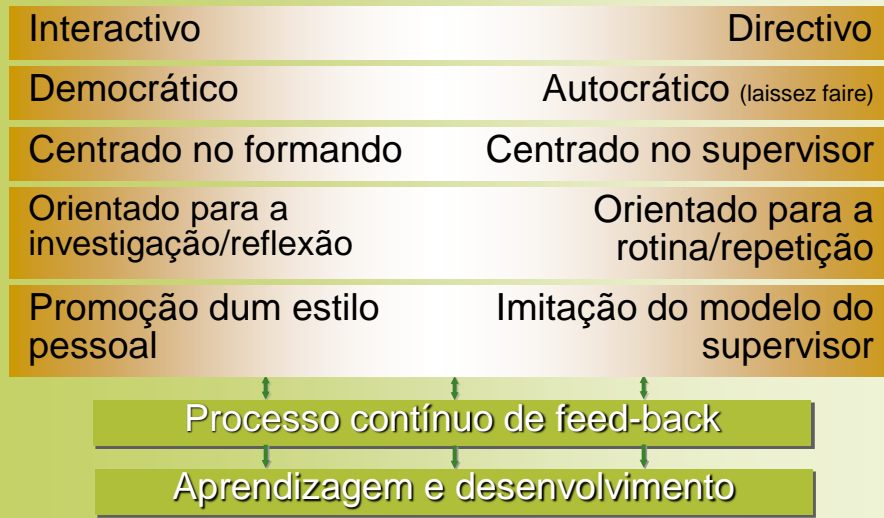 Interactivo Directivo
Democrático Autocrático (laissez faire)
Centrado no formando Centrado no supervisor
Orientado para a
investigação/reflexão
Orientado para a
rotina/repetição
Promoção dum estilo
pessoal
Imitação do modelo do
supervisor
Processo contínuo de feed-back
Aprendizagem e desenvolvimento